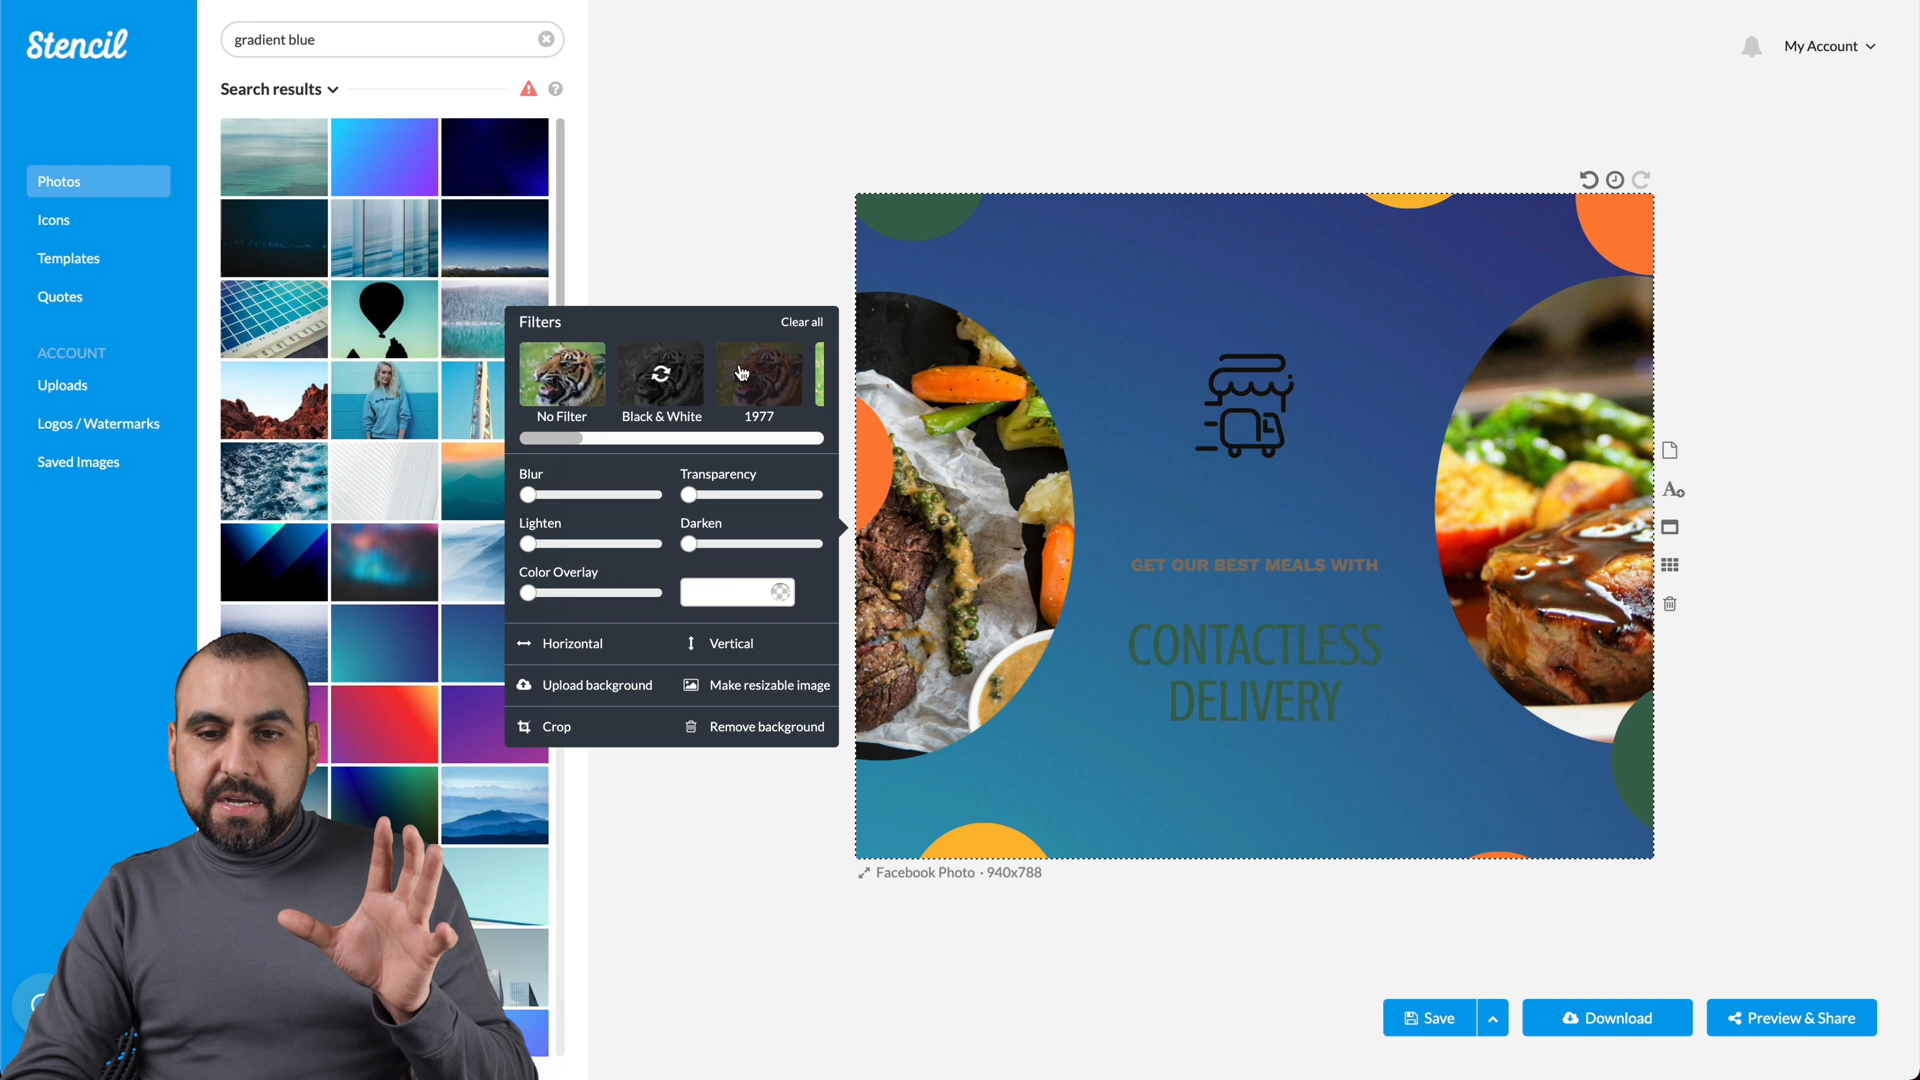 Stencil
gradient blue
Search results
My Account
Photos
Icons
Templates
Quotes
ACCOUNT
Uploads
Logos / Watermarks
Saved Images
Filters
Clear all
No Filter
Black & White
1977
Blur
Transparency
Lighten
Darken
Color Overlay
Horizontal
Vertical
Upload background
Make resizable image
Crop
Remove background
GET OUR BEST MEALS WITH
CONTACTLESS
DELIVERY
Facebook Photo · 940x788
Save
Download
Preview & Share